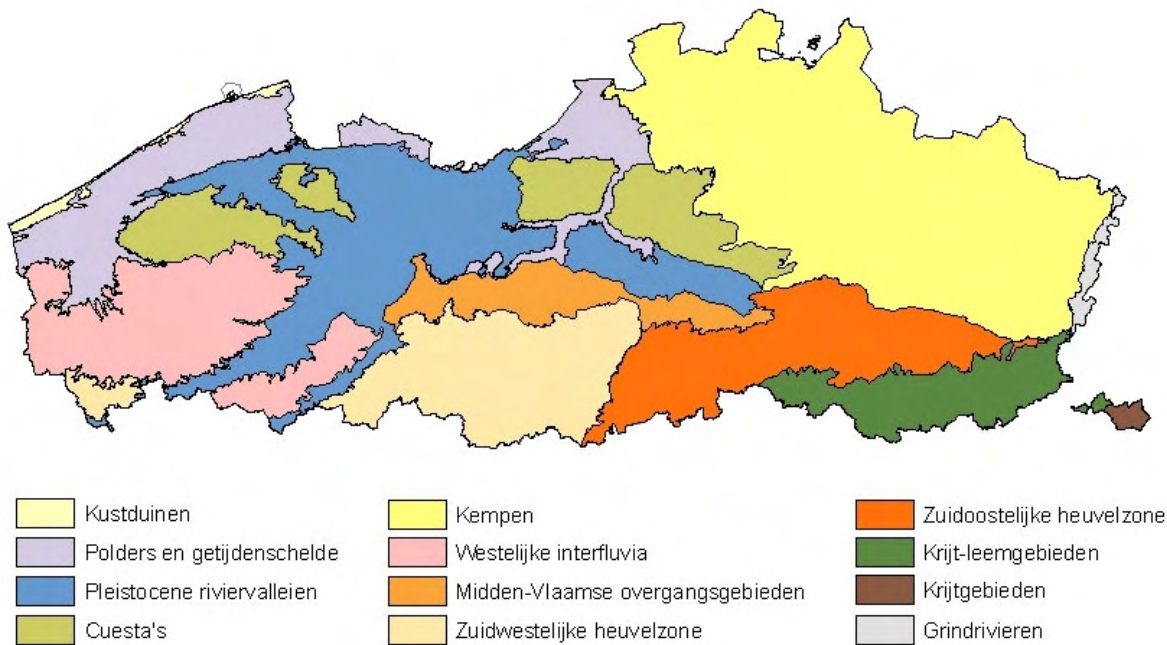 Kustduinen
Polders en getijdenschelde
Pleistocene riviervalleien
Cuesta's
Kempen
Westelijke interfluvia
Midden-Vlaamse overgangsgebieden
Zuidwestelijke heuvelzone
Zuidoostelijke heuvelzone
Krijt-leemgebieden
Krijtgebieden
Grindrivieren